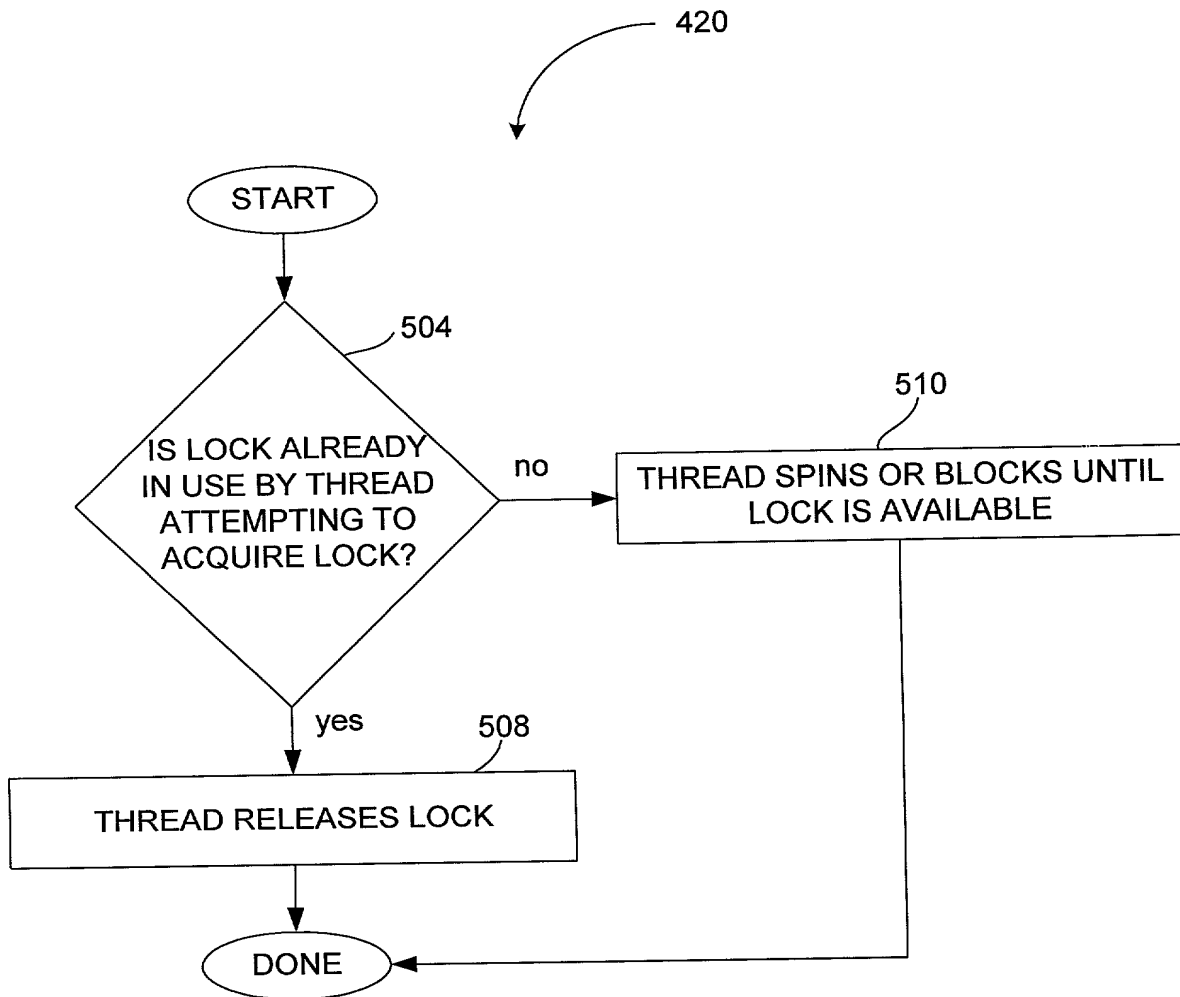 420
START
504
IS LOCK ALREADY
IN USE BY THREAD
ATTEMPTING TO
ACQUIRE LOCK?
no
510
THREAD SPINS OR BLOCKS UNTIL
LOCK IS AVAILABLE
yes
508
THREAD RELEASES LOCK
DONE